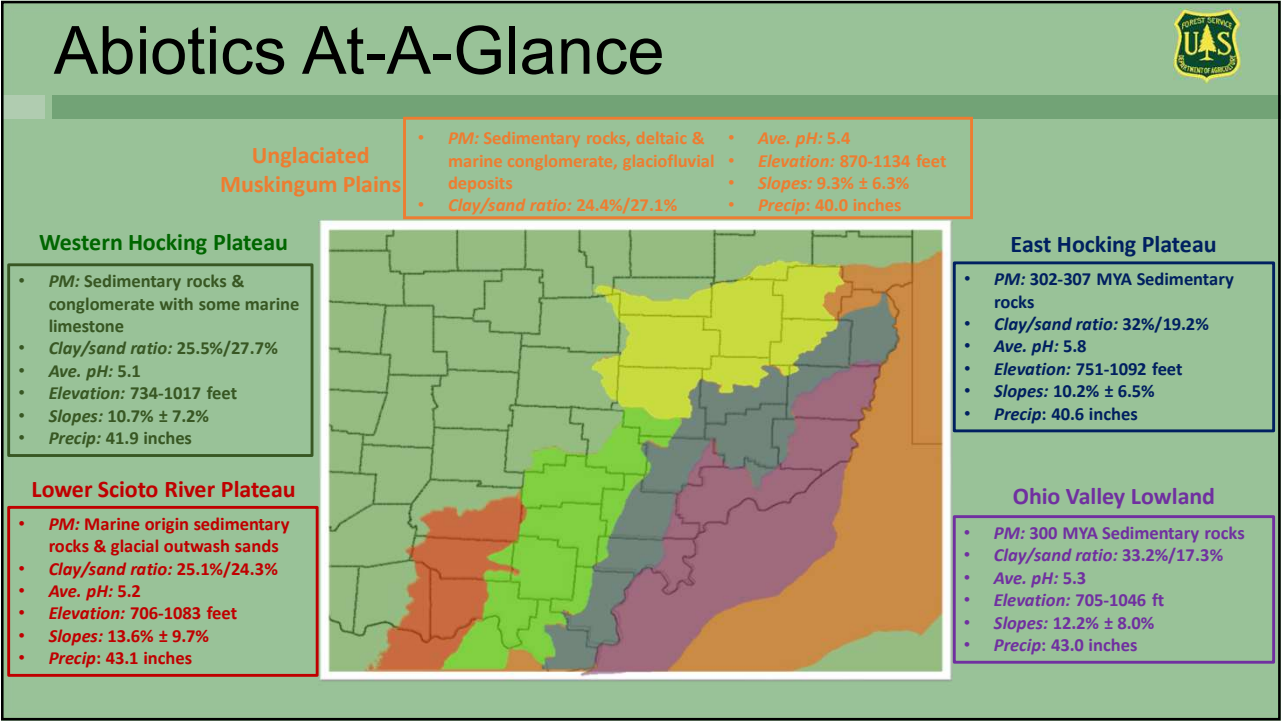 Abiotics At-A-Glance
FOREST SERVICE
U S
DEPARTMENT OF AGRICULTURE
Unglaciated
Muskingum Plains
• PM: Sedimentary rocks, deltaic &
marine conglomerate, glaciofluvial
deposits
• Clay/sand ratio: 24.4%/27.1%
• Ave. pH: 5.4
• Elevation: 870-1134 feet
• Slopes: 9.3% ± 6.3%
• Precip: 40.0 inches
Western Hocking Plateau
• PM: Sedimentary rocks &
conglomerate with some marine
limestone
• Clay/sand ratio: 25.5%/27.7%
• Ave. pH: 5.1
• Elevation: 734-1017 feet
• Slopes: 10.7% ± 7.2%
• Precip: 41.9 inches
East Hocking Plateau
• PM: 302-307 MYA Sedimentary
rocks
• Clay/sand ratio: 32%/19.2%
• Ave. pH: 5.8
• Elevation: 751-1092 feet
• Slopes: 10.2% ± 6.5%
• Precip: 40.6 inches
Lower Scioto River Plateau
• PM: Marine origin sedimentary
rocks & glacial outwash sands
• Clay/sand ratio: 25.1%/24.3%
• Ave. pH: 5.2
• Elevation: 706-1083 feet
• Slopes: 13.6% ± 9.7%
• Precip: 43.1 inches
Ohio Valley Lowland
• PM: 300 MYA Sedimentary rocks
• Clay/sand ratio: 33.2%/17.3%
• Ave. pH: 5.3
• Elevation: 705-1046 ft
• Slopes: 12.2% ± 8.0%
• Precip: 43.0 inches